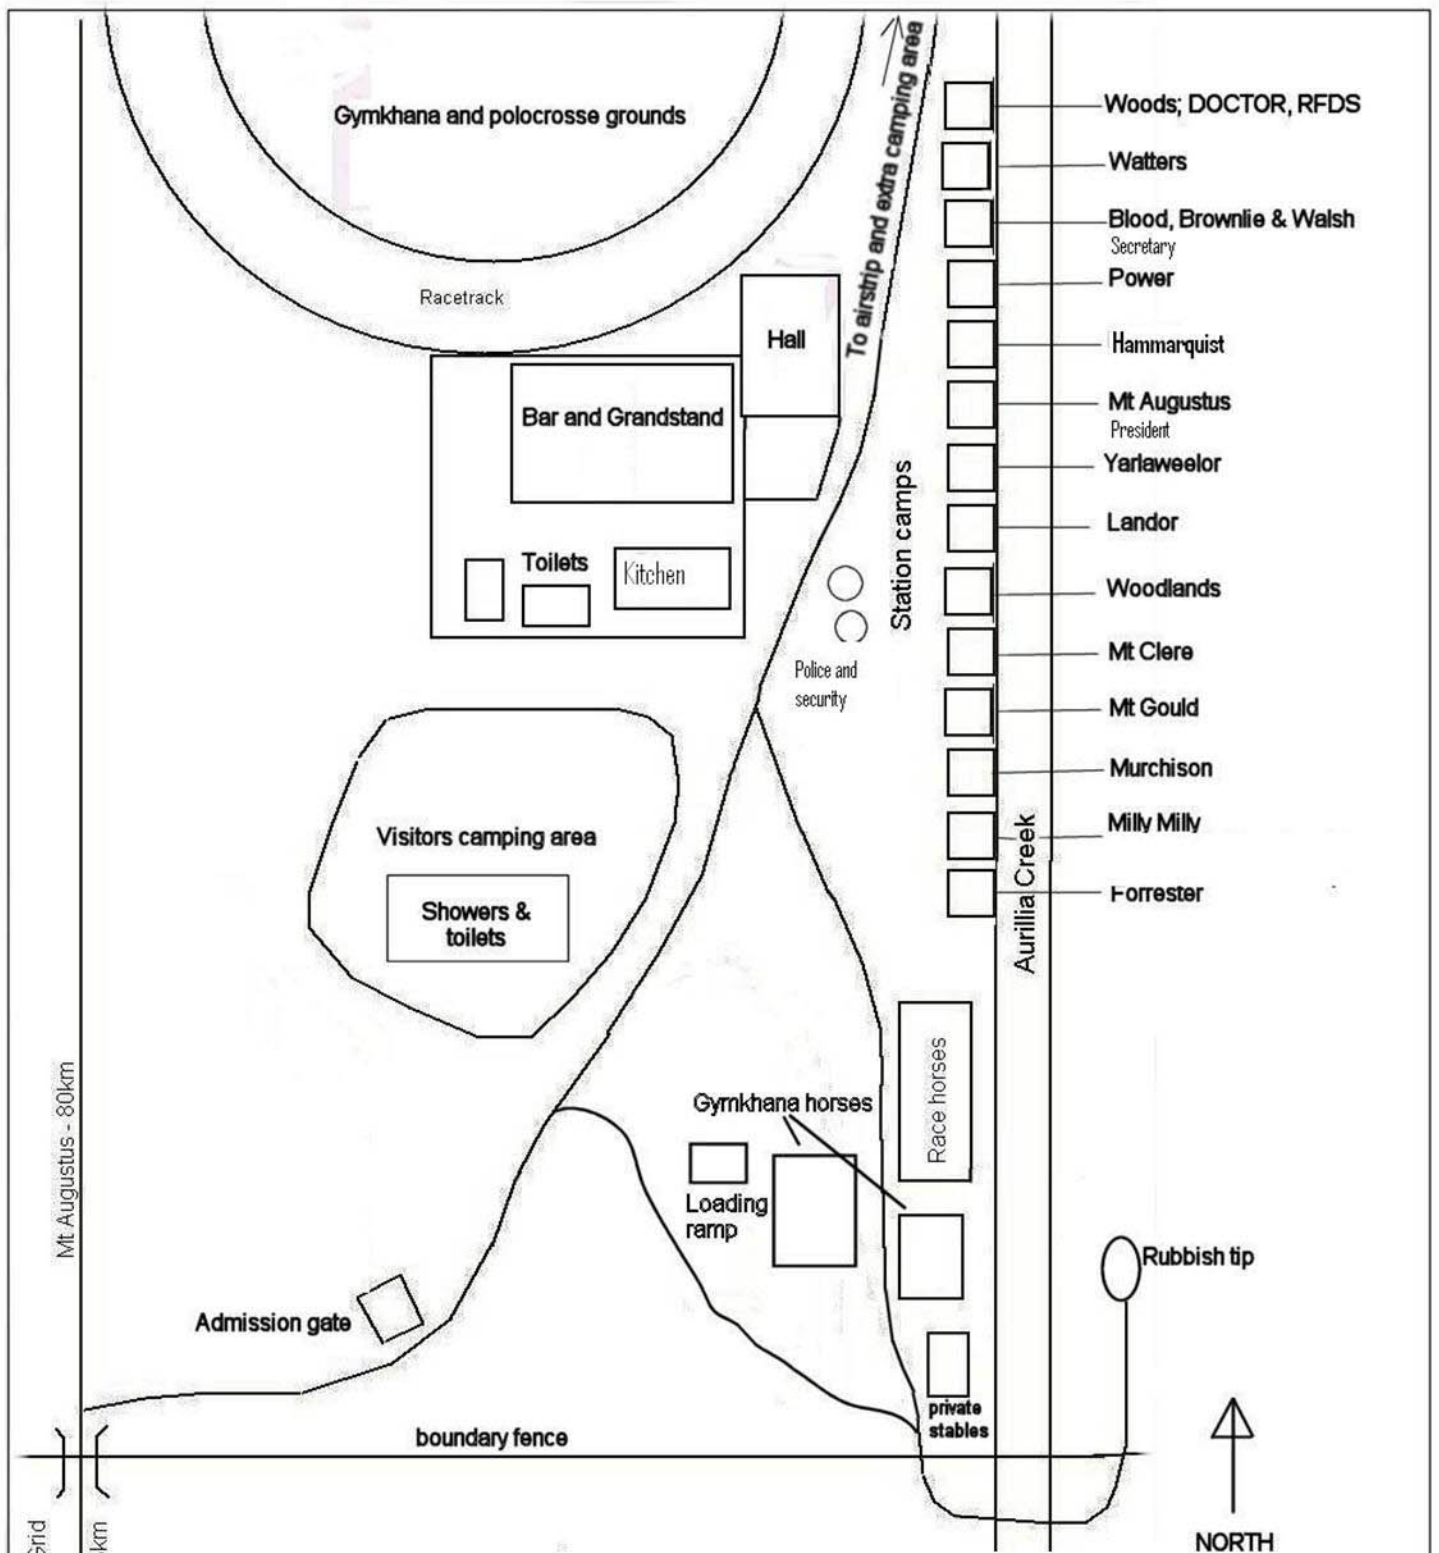 Gymkhana and polocrosse grounds
Racetrack
To airstrip and extra camping area
Hall
Bar and Grandstand
Toilets
Kitchen
Station camps
Police and
security
Woods; DOCTOR, RFDS
Watters
Blood, Brownlie & Walsh
Secretary
Power
Hammarquist
Mt Augustus
President
Yarlaweelor
Landor
Woodlands
Mt Clere
Mt Gould
Murchison
Milly Milly
Forrester
Aurillia Creek
Visitors camping area
Showers &
toilets
Mt Augustus - 80km
Gymkhana horses
Race horses
Loading
ramp
Rubbish tip
Admission gate
private
stables
boundary fence
NORTH
km